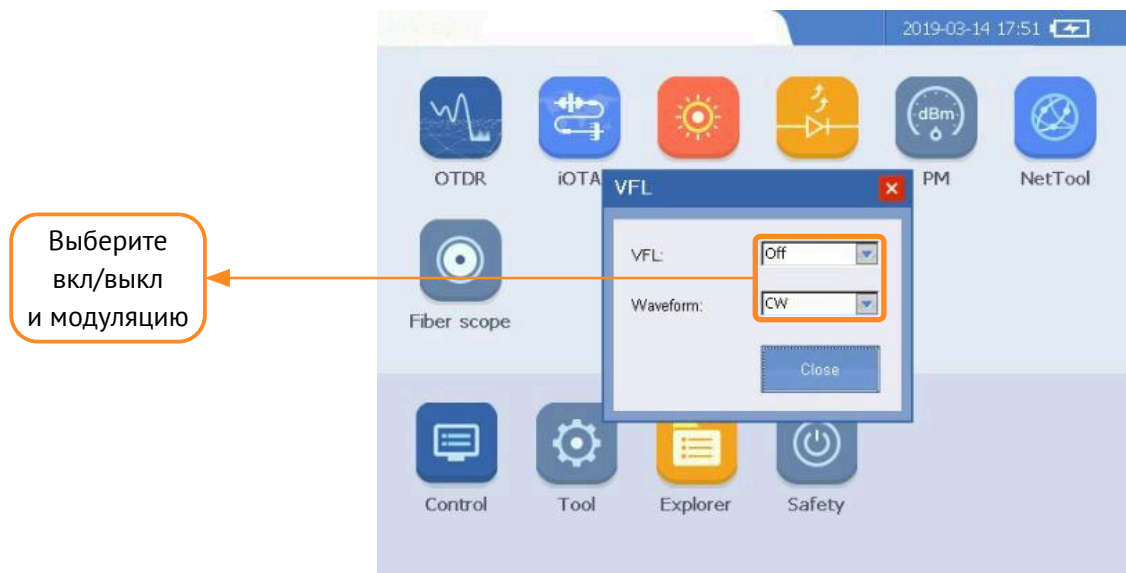 2019-03-14 17:51
dBm
OTDR
iOTA
PM
NetTool
VFL
Выберите
вкл/выкл
и модуляцию
VFL:
Off
Waveform:
CW
Close
Fiber scope
Control
Tool
Explorer
Safety